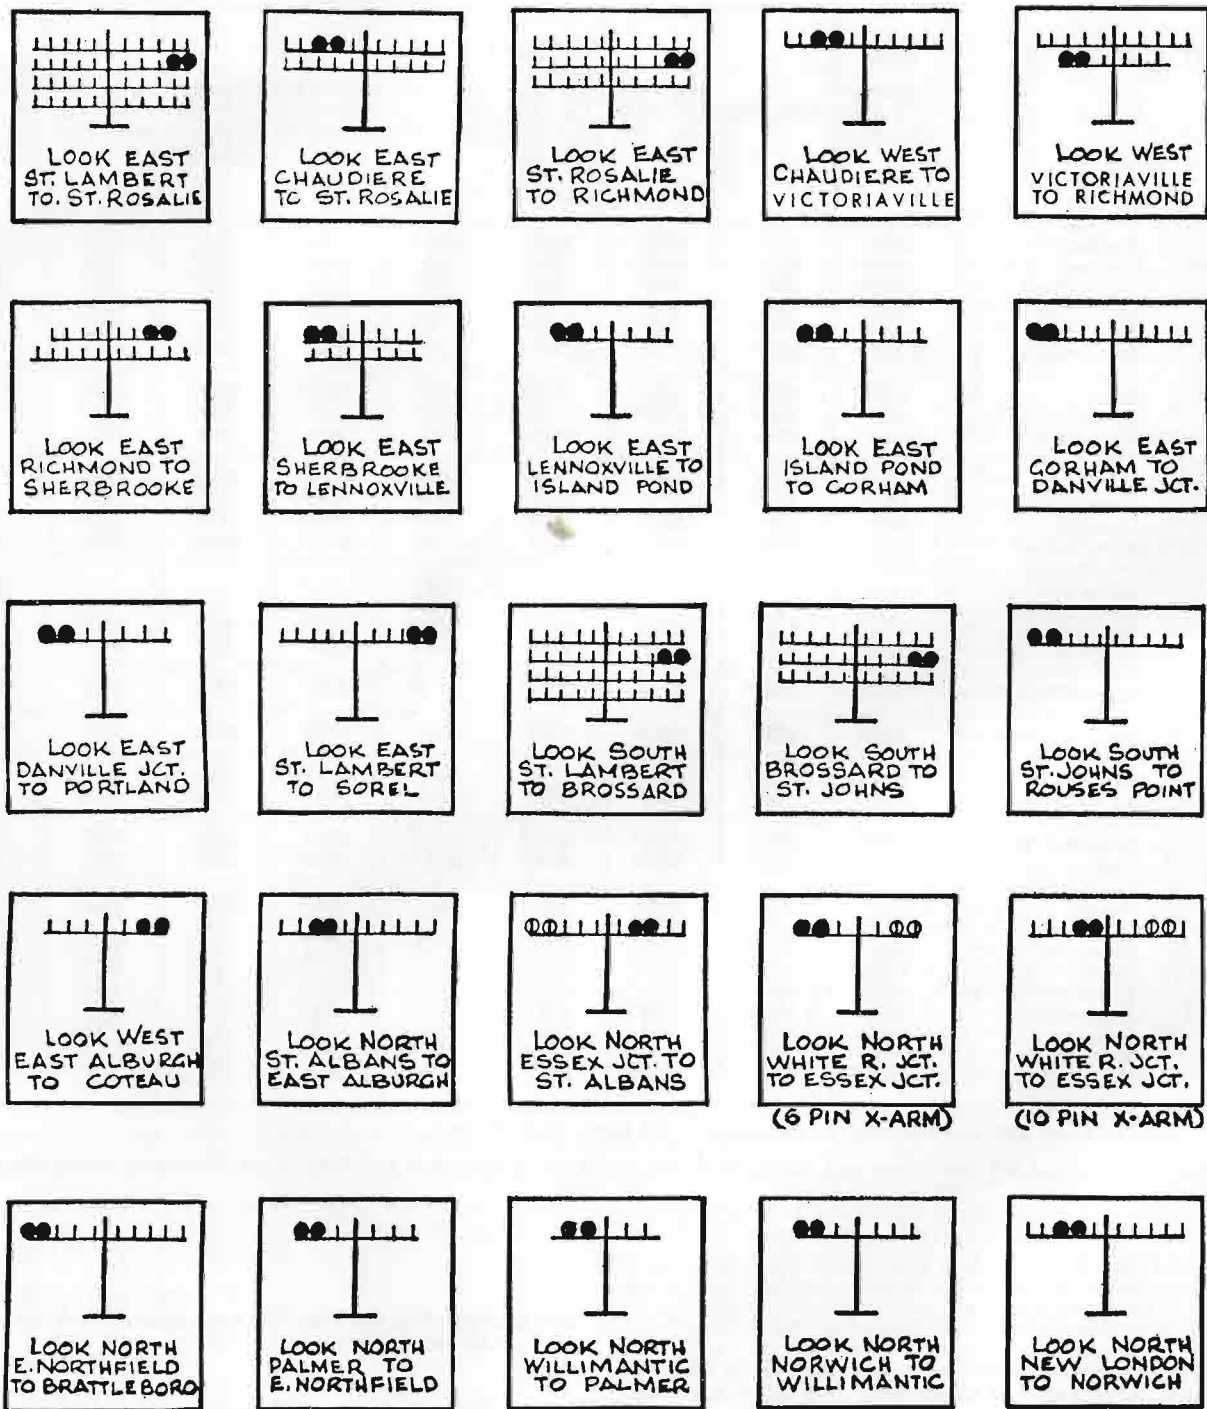 LOOK EAST
ST. LAMBERT
TO. ST. ROSALIE
LOOK EAST
CHAUDIERE
TO ST. ROSALIE
LOOK EAST
ST. ROSALIE
TO RICHMOND
LOOK WEST
CHAUDIERE TO
VICTORIAVILLE
LOOK WEST
VICTORIAVILLE
TO RICHMOND
LOOK EAST
RICHMOND TO
SHERBROOKE
LOOK EAST
SHERBROOKE
TO LENNOXVILLE
LOOK EAST
LENNOXVILLE TO
ISLAND POND
LOOK EAST
ISLAND POND
TO GORHAM
LOOK EAST
GORHAM TO
DANVILLE JCT.
LOOK EAST
DANVILLE JCT.
TO PORTLAND
LOOK EAST
ST. LAMBERT
TO SOREL
LOOK SOUTH
ST. LAMBERT
TO BROSSARD
LOOK SOUTH
BROSSARD TO
ST. JOHNS
LOOK SOUTH
ST. JOHNS TO
ROUSES POINT
LOOK WEST
EAST ALBURGH
TO COTEAU
LOOK NORTH
ST. ALBANS TO
EAST ALBURGH
LOOK NORTH
ESSEX JCT. TO
ST. ALBANS
LOOK NORTH
WHITE R. JCT.
TO ESSEX JCT.
(6 PIN X-ARM)
LOOK NORTH
WHITE R. JCT.
TO ESSEX JCT.
(10 PIN X-ARM)
LOOK NORTH
E. NORTHFIELD
TO BRATTLEBORO
LOOK NORTH
PALMER TO
E. NORTHFIELD
LOOK NORTH
WILLIMANTIC
TO PALMER
LOOK NORTH
NORWICH TO
WILLIMANTIC
LOOK NORTH
NEW LONDON
TO NORWICH